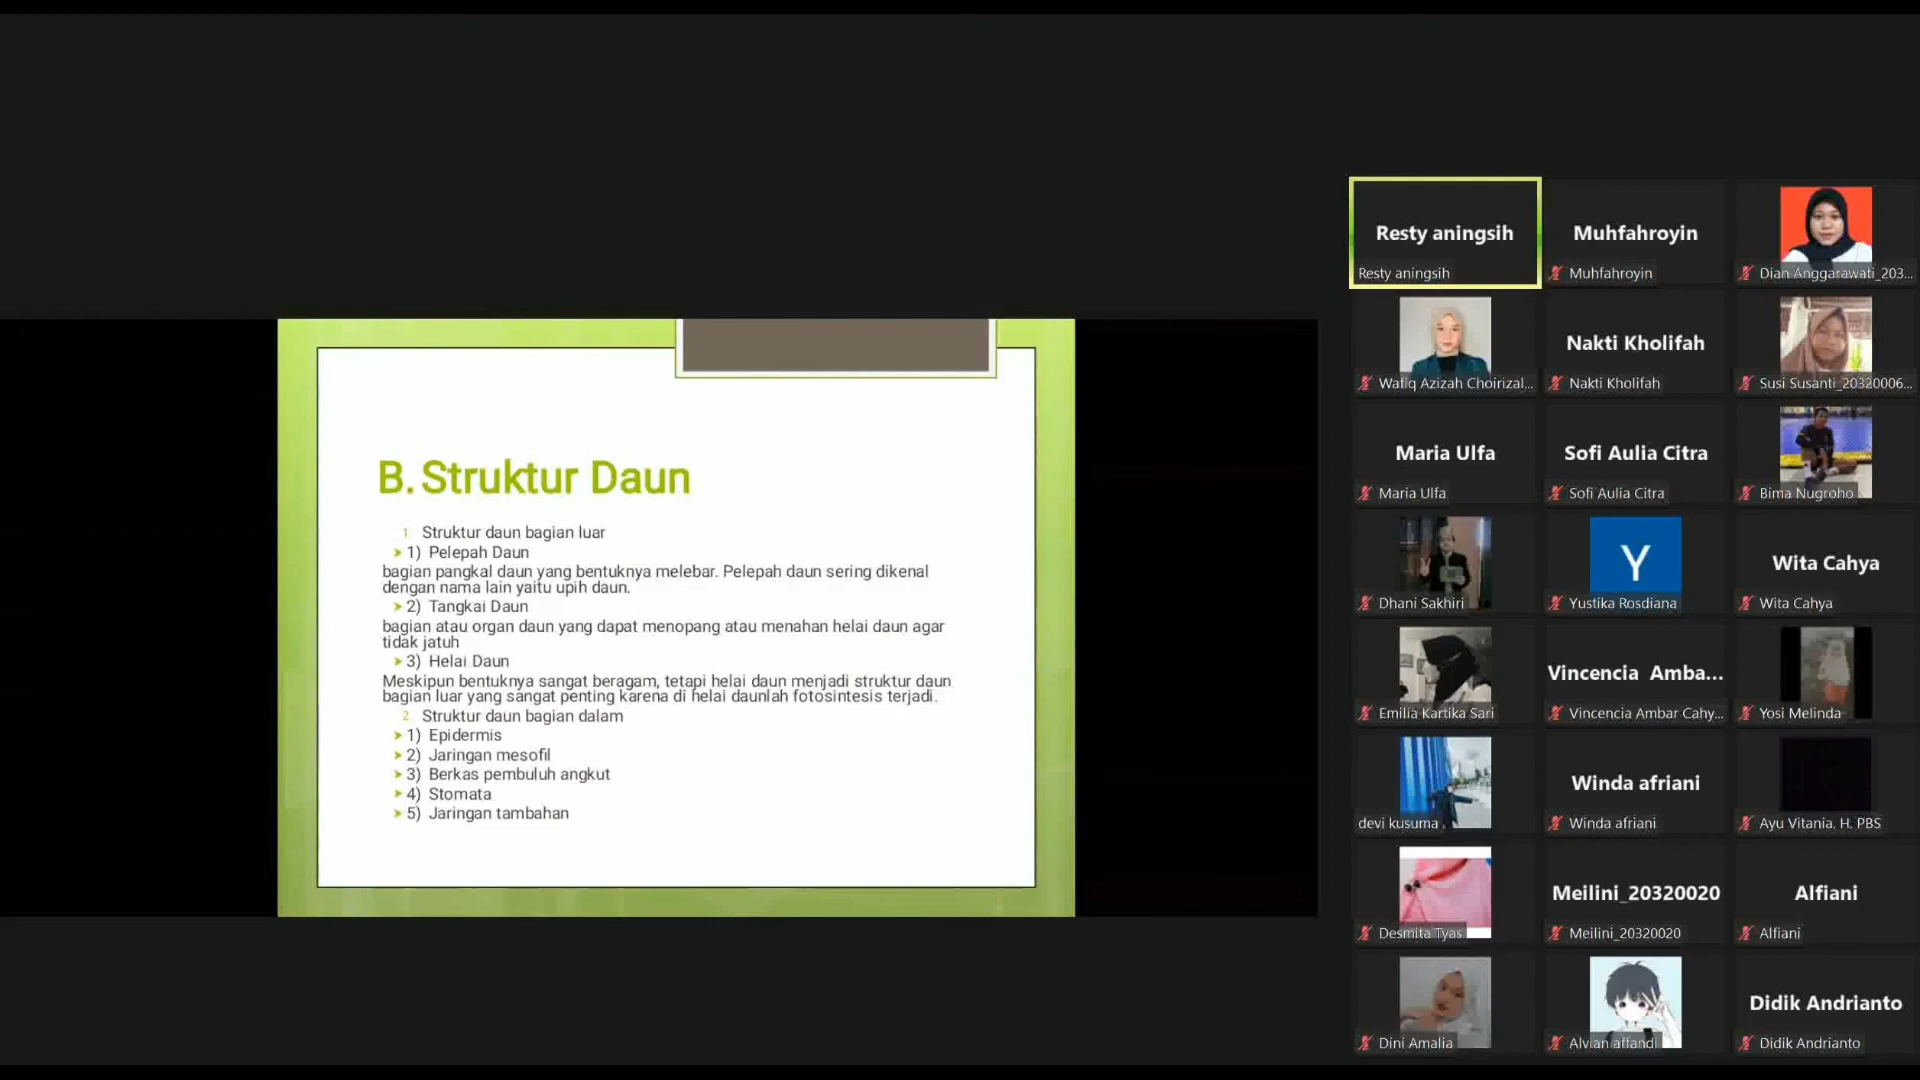 B. Struktur Daun
1 Struktur daun bagian luar
1) Pelepah Daun
bagian pangkal daun yang bentuknya melebar. Pelepah daun sering dikenal
dengan nama lain yaitu upih daun.
2) Tangkai Daun
bagian atau organ daun yang dapat menopang atau menahan helai daun agar
tidak jatuh
3) Helai Daun
Meskipun bentuknya sangat beragam, tetapi helai daun menjadi struktur daun
bagian luar yang sangat penting karena di helai daunlah fotosintesis terjadi.
2 Struktur daun bagian dalam
1) Epidermis
2) Jaringan mesofil
3) Berkas pembuluh angkut
4) Stomata
5) Jaringan tambahan
Resty aningsih
Resty aningsih
Muhfahroyin
Muhfahroyin
Dian Anggarawati_203...
Wafiq Azizah Choirizal...
Nakti Kholifah
Nakti Kholifah
Susi Susanti_20320006...
Maria Ulfa
Maria Ulfa
Sofi Aulia Citra
Sofi Aulia Citra
Bima Nugroho
Dhani Sakhiri
Y
Yustika Rosdiana
Wita Cahya
Wita Cahya
Emilia Kartika Sari
Vincencia Amba...
Vincencia Ambar Cahy...
Yosi Melinda
devi kusuma
Winda afriani
Winda afriani
Ayu Vitania. H. PBS
Desmita Tyas
Meilini_20320020
Meilini_20320020
Alfiani
Alfiani
Dini Amalia
Alvian affandi
Didik Andrianto
Didik Andrianto